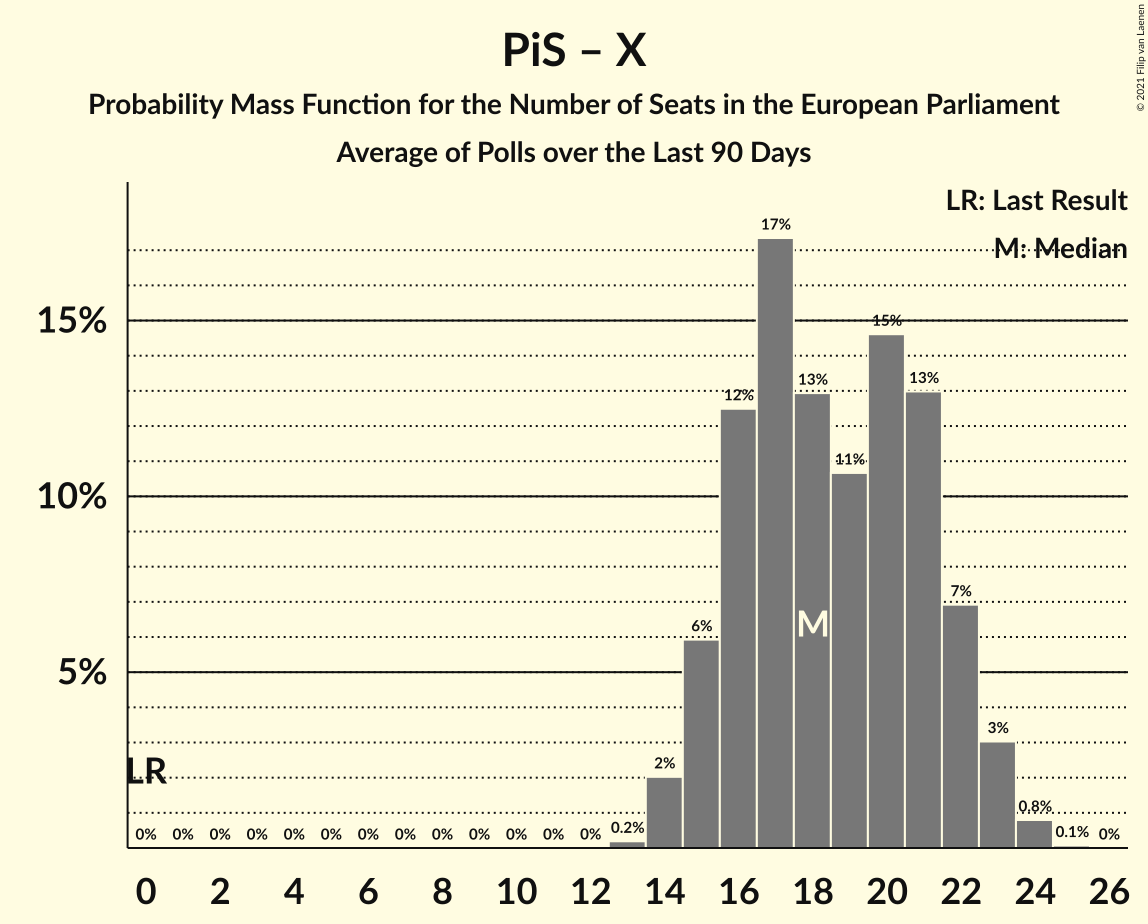 PiS – X
Probability Mass Function for the Number of Seats in the European Parliament
Average of Polls over the Last 90 Days
© 2021 Filip van Laenen
LR: Last Result
M: Median
17%
15%
15%
13%
13%
12%
11%
10%
7%
6%
M
5%
3%
2%
LR
0.8%
0% 0% 0% 0% 0% 0% 0% 0% 0% 0% 0% 0% 0% 0.2% 0.1% 0%
0 2 4 6 8 10 12 14 16 18 20 22 24 26